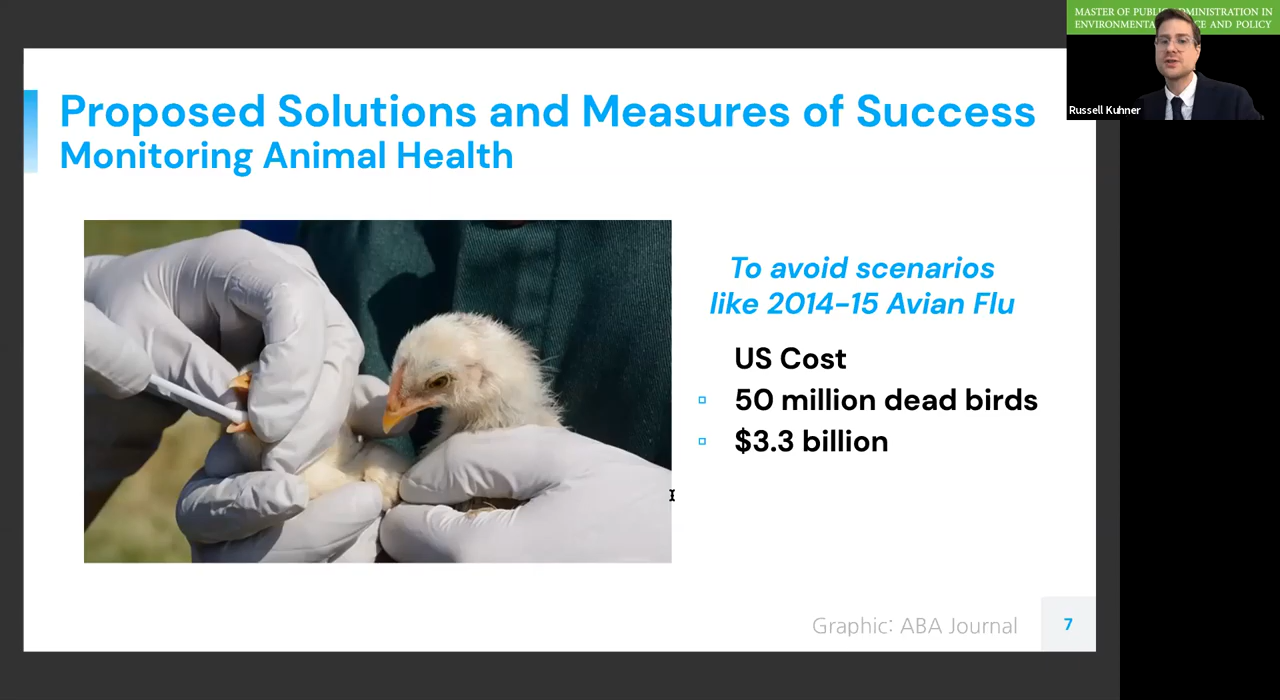 MASTER OF PUBLIC ADMINISTRATION IN
ENVIRONMENTAL AND POLICY
Russell Kuhner
Proposed Solutions and Measures of Success
Monitoring Animal Health
To avoid scenarios
like 2014-15 Avian Flu
US Cost
50 million dead birds
$3.3 billion
Graphic: ABA Journal
7